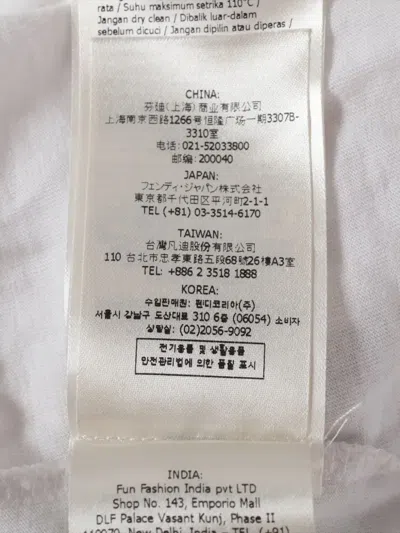 rata / Suhu maksimum setrika 110°C /
Jangan dry clean / Dibalik luar-dalam
sebelum dicuci / Jangan dipilin atau diperas /
CHINA:
芬迪(上海)商业有限公司
上海南京西路1266号恒隆广场一期3307B-
3310室
电话: 021-52033800
邮编: 200040
JAPAN:
フェンディ・ジャパン株式会社
東京都千代田区平河町2-1-1
TEL (+81) 03-3514-6170
TAIWAN:
台灣凡迪股份有限公司
110 台北市忠孝東路五段68號26樓A3室
TEL: +886 2 3518 1888
KOREA:
수입판매원: 펜디코리아(주)
서울시 강남구 도산대로 310 6층 (06054) 소비자
상담실: (02)2056-9092
전기용품 및 생활용품
안전관리법에 의한 품질 표시
INDIA:
Fun Fashion India pvt LTD
Shop No. 143, Emporio Mall
DLF Palace Vasant Kunj, Phase II
110070, New Delhi, India - TEL (+91)